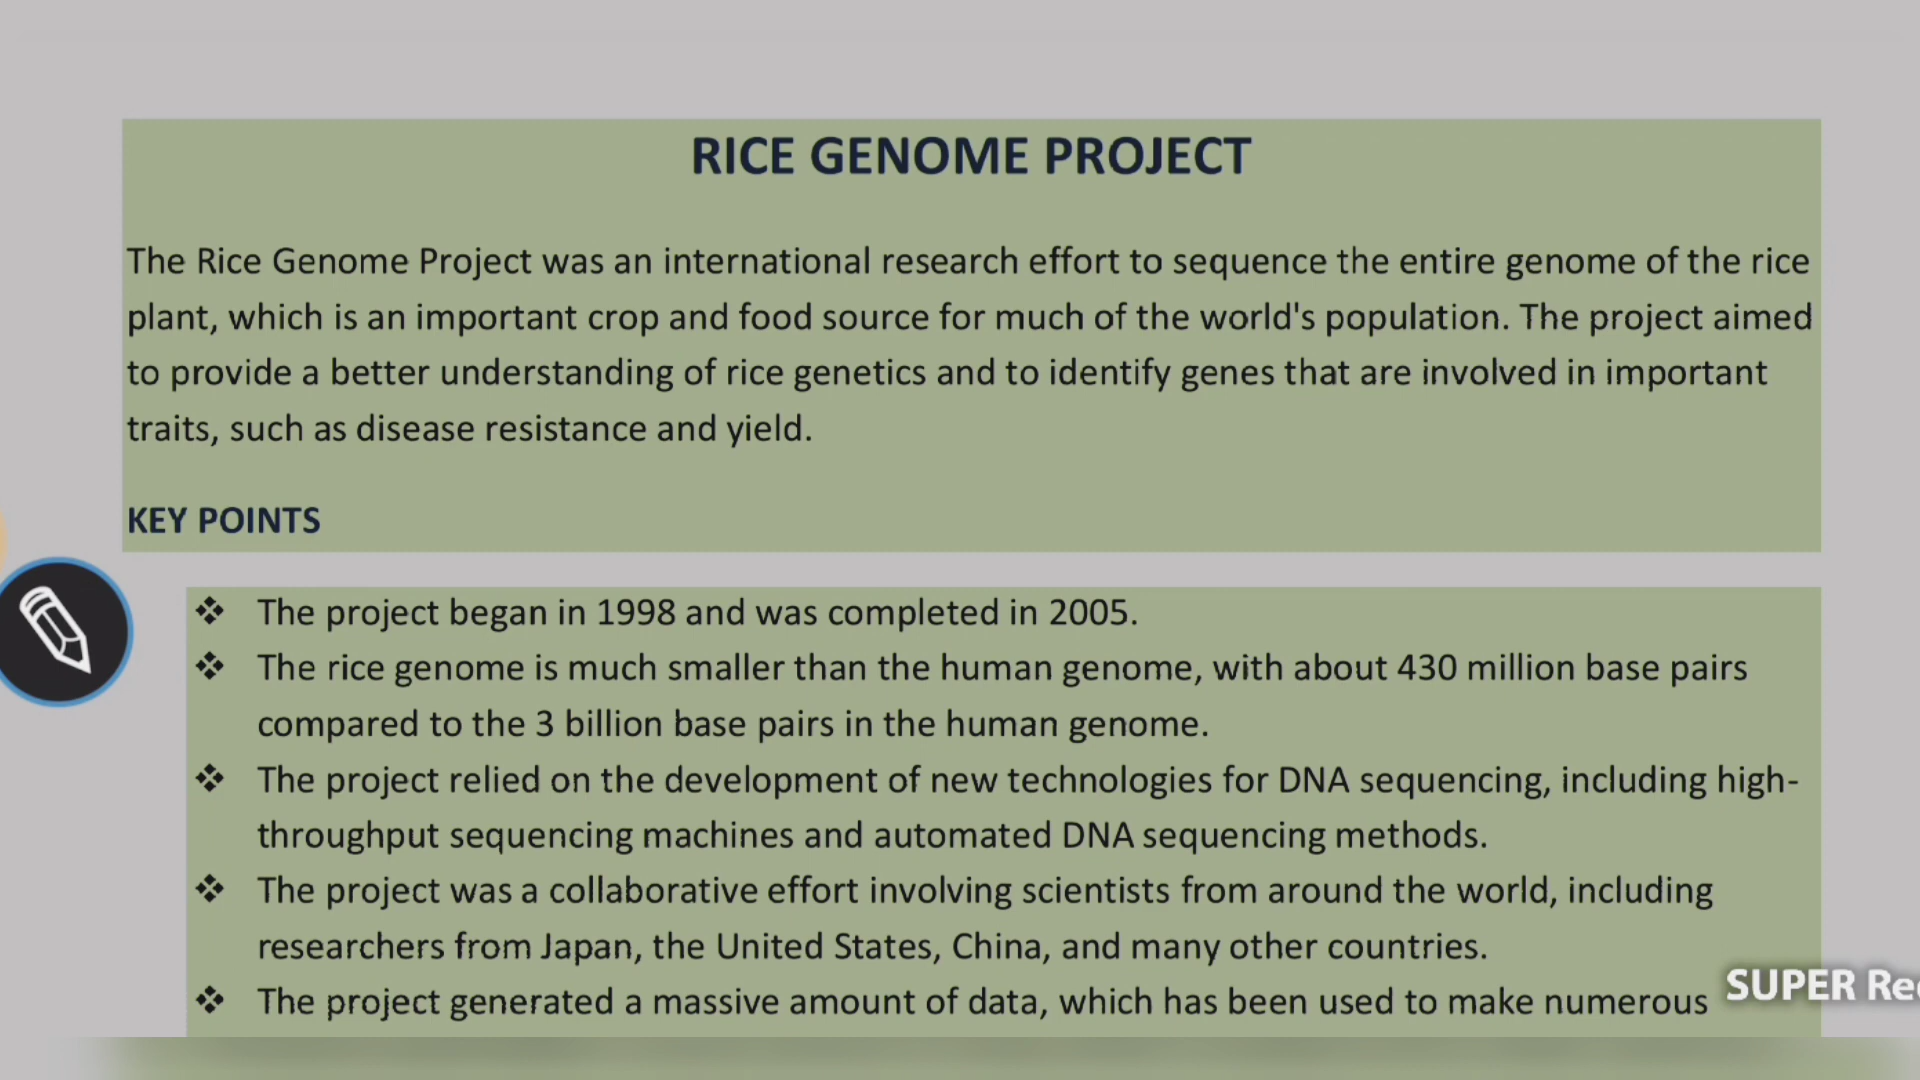 RICE GENOME PROJECT
The Rice Genome Project was an international research effort to sequence the entire genome of the rice
plant, which is an important crop and food source for much of the world's population. The project aimed
to provide a better understanding of rice genetics and to identify genes that are involved in important
traits, such as disease resistance and yield.
KEY POINTS
❖ The project began in 1998 and was completed in 2005.
❖ The rice genome is much smaller than the human genome, with about 430 million base pairs
compared to the 3 billion base pairs in the human genome.
❖ The project relied on the development of new technologies for DNA sequencing, including high-
throughput sequencing machines and automated DNA sequencing methods.
❖ The project was a collaborative effort involving scientists from around the world, including
researchers from Japan, the United States, China, and many other countries.
❖ The project generated a massive amount of data, which has been used to make numerous
SUPER